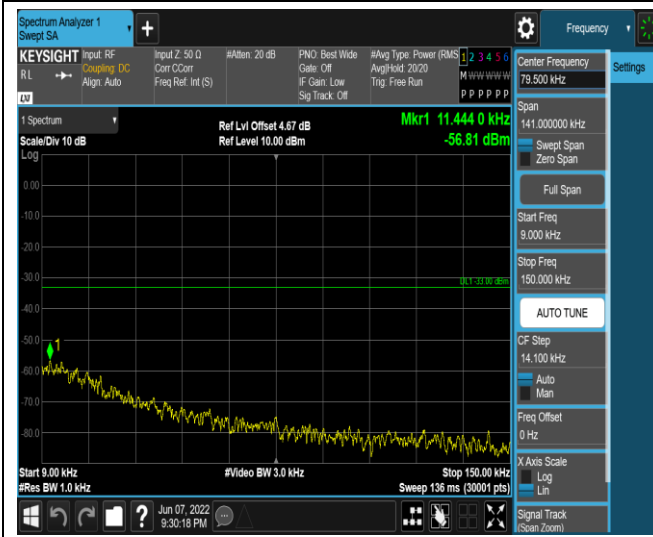 Spectrum Analyzer 1
Swept SA
+
Frequency
KEYSIGHT
RL
LXI
Input: RF
Coupling: DC
Align: Auto
Input Z: 50 Ω
Corr CCorr
Freq Ref: Int (S)
#Atten: 20 dB
PNO: Best Wide
Gate: Off
IF Gain: Low
Sig Track: Off
#Avg Type: Power (RMS
Avg|Hold: 20/20
Trig: Free Run
1 2 3 4 5 6
M W W W W W
P P P P P P
Center Frequency
79.500 kHz
Settings
Span
141.000000 kHz
Swept Span
Zero Span
Full Span
Start Freq
9.000 kHz
Stop Freq
150.000 kHz
AUTO TUNE
CF Step
14.100 kHz
Auto
Man
Freq Offset
0 Hz
X Axis Scale
Log
Lin
Signal Track
(Span Zoom)
1 Spectrum
Scale/Div 10 dB
Log
Ref Lvl Offset 4.67 dB
Ref Level 10.00 dBm
Mkr1 11.444 0 kHz
-56.81 dBm
0.00
-10.0
-20.0
-30.0
DL1 -33.00 dBm
-40.0
-50.0
1
-60.0
-70.0
-80.0
Start 9.00 kHz
#Res BW 1.0 kHz
#Video BW 3.0 kHz
Stop 150.00 kHz
Sweep 136 ms (30001 pts)
?
Jun 07, 2022
9:30:18 PM